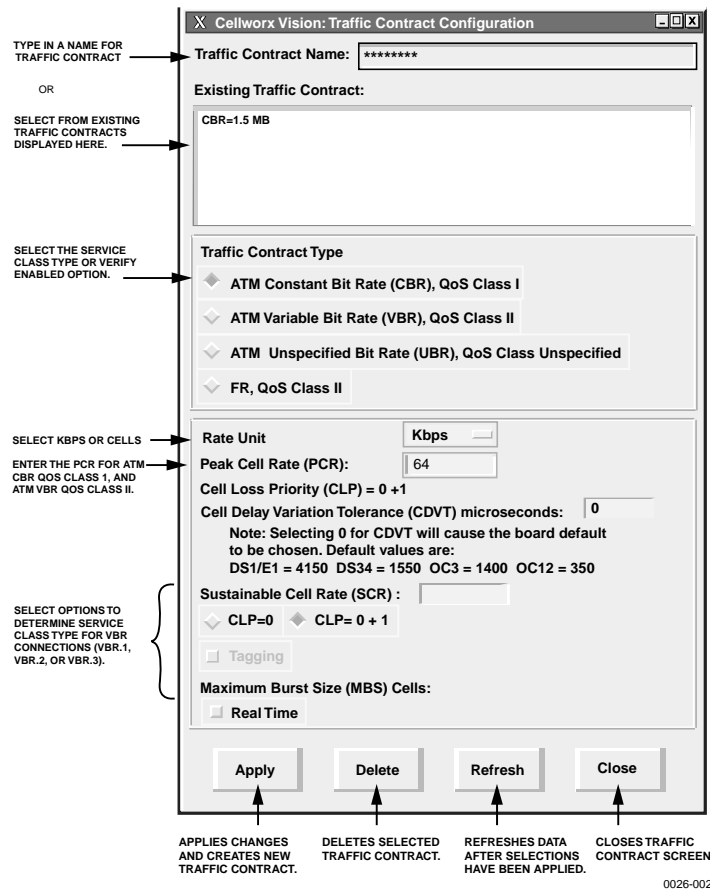 X Cellworx Vision: Traffic Contract Configuration
TYPE IN A NAME FOR
TRAFFIC CONTRACT
Traffic Contract Name: ********
OR
Existing Traffic Contract:
SELECT FROM EXISTING
TRAFFIC CONTRACTS
DISPLAYED HERE.
CBR=1.5 MB
SELECT THE SERVICE
CLASS TYPE OR VERIFY
ENABLED OPTION.
Traffic Contract Type
ATM Constant Bit Rate (CBR), QoS Class I
ATM Variable Bit Rate (VBR), QoS Class II
ATM Unspecified Bit Rate (UBR), QoS Class Unspecified
FR, QoS Class II
SELECT KBPS OR CELLS
Rate Unit Kbps
ENTER THE PCR FOR ATM
CBR QOS CLASS 1, AND
ATM VBR QOS CLASS II.
Peak Cell Rate (PCR): 64
Cell Loss Priority (CLP) = 0 +1
Cell Delay Variation Tolerance (CDVT) microseconds: 0
Note: Selecting 0 for CDVT will cause the board default
to be chosen. Default values are:
DS1/E1 = 4150 DS34 = 1550 OC3 = 1400 OC12 = 350
SELECT OPTIONS TO
DETERMINE SERVICE
CLASS TYPE FOR VBR
CONNECTIONS (VBR.1,
VBR.2, OR VBR.3).
Sustainable Cell Rate (SCR) :
CLP=0 CLP= 0 + 1
Tagging
Maximum Burst Size (MBS) Cells:
Real Time
Apply Delete Refresh Close
APPLIES CHANGES
AND CREATES NEW
TRAFFIC CONTRACT.
DELETES SELECTED
TRAFFIC CONTRACT.
REFRESHES DATA
AFTER SELECTIONS
HAVE BEEN APPLIED.
CLOSES TRAFFIC
CONTRACT SCREEN
0026-002